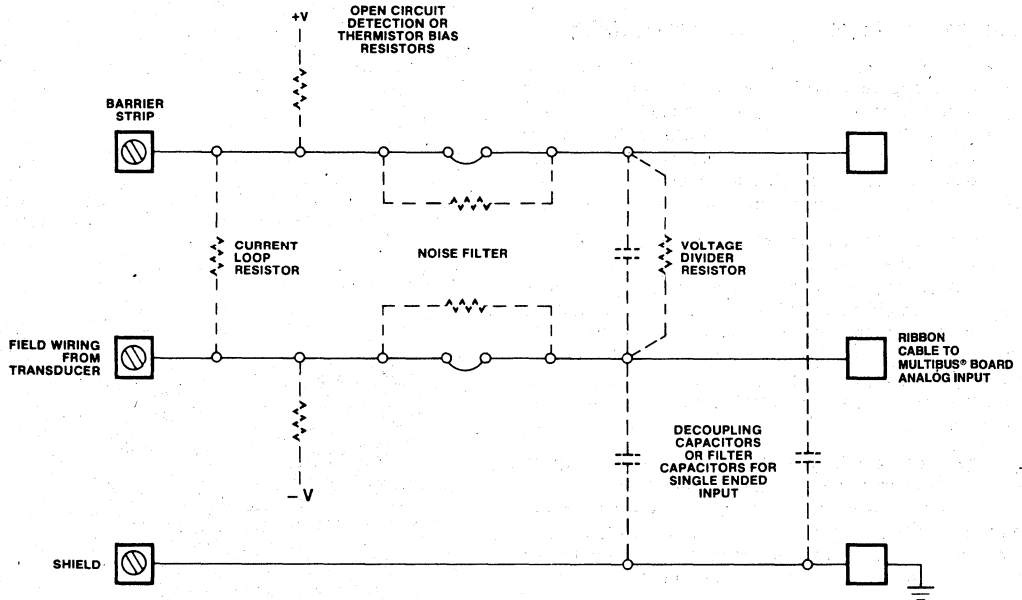 +V
OPEN CIRCUIT
DETECTION OR
THERMISTOR BIAS
RESISTORS
BARRIER
STRIP
CURRENT
LOOP
RESISTOR
NOISE FILTER
VOLTAGE
DIVIDER
RESISTOR
FIELD WIRING
FROM
TRANSDUCER
RIBBON
CABLE TO
MULTIBUS® BOARD
ANALOG INPUT
– V
DECOUPLING
CAPACITORS
OR FILTER
CAPACITORS FOR
SINGLE ENDED
INPUT
SHIELD